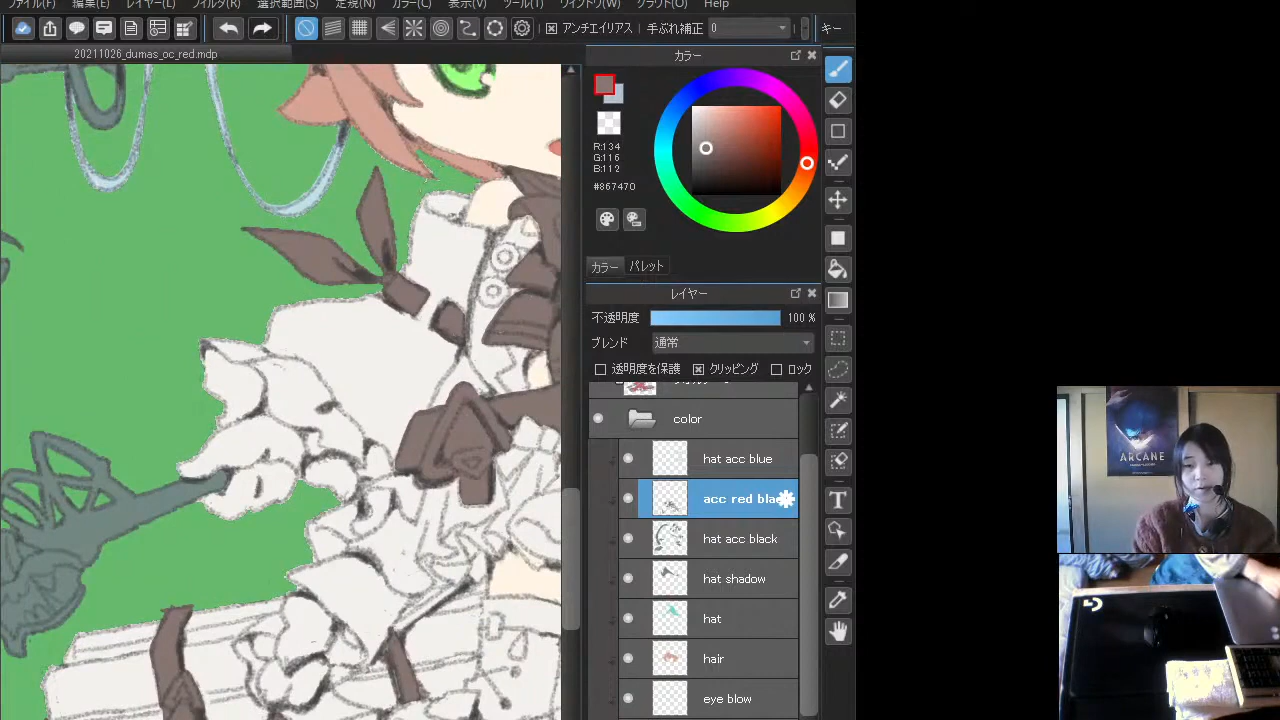 ファイル(F) 編集(E) レイヤー(L) フィルタ(R) 選択範囲(S) 定規(N) カラー(C) 表示(V) ツール(T) ウィンドウ(W) クラウド(O) Help
アンチエイリアス 手ぶれ補正 0 キー
20211026_dumas_oc_red.mdp
カラー
R:134
G:116
B:112
#867470
カラー パレット
レイヤー
不透明度 100 %
ブレンド 通常
透明度を保護 クリッピング ロック
color
hat acc blue
acc red blac
hat acc black
hat shadow
hat
hair
eye blow
ARCANE